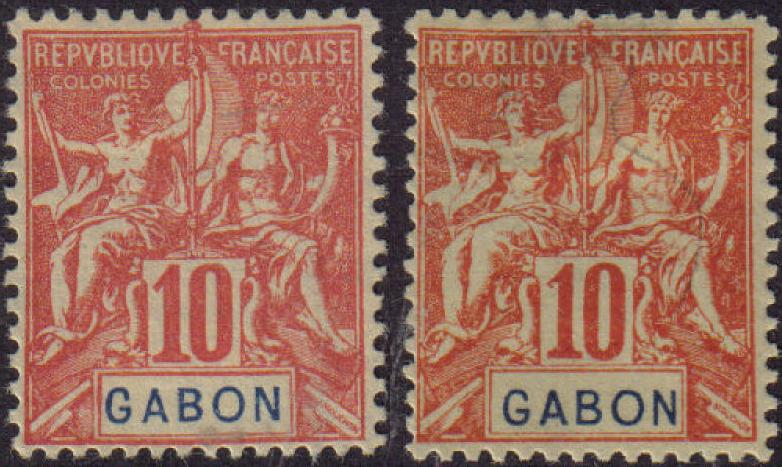 REPVBLIQVE FRANÇAISE
COLONIES POSTES
10
GABON
REPVBLIQVE FRANÇAISE
COLONIES POSTES
10
GABON